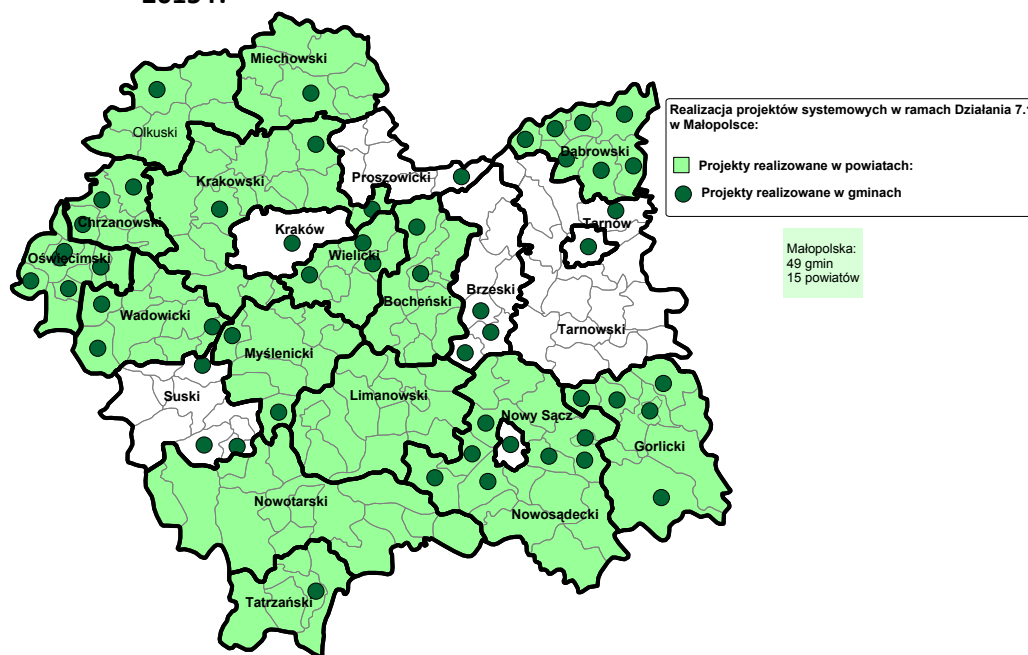 Miechowski
Olkuski
Dąbrowski
Proszowicki
Krakowski
Tarnów
Chrzanowski
Kraków
Wielicki
Oświęcimski
Brzeski
Bocheński
Wadowicki
Tarnowski
Myślenicki
Suski
Limanowski
Nowy Sącz
Gorlicki
Nowotarski
Nowosądecki
Tatrzański
Realizacja projektów systemowych w ramach Działania 7.
w Małopolsce:
Projekty realizowane w powiatach:
Projekty realizowane w gminach
Małopolska:
49 gmin
15 powiatów